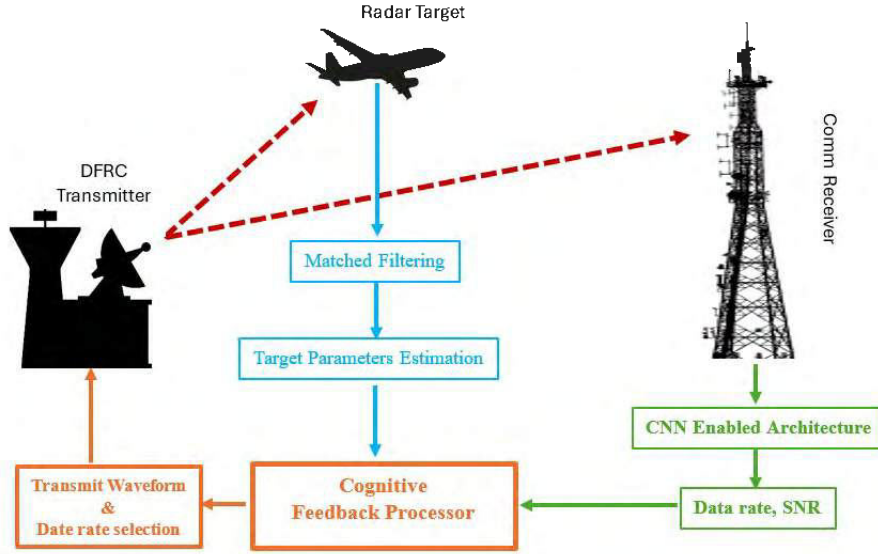 Radar Target
DFRC
Transmitter
Comm Receiver
Matched Filtering
Target Parameters Estimation
CNN Enabled Architecture
Transmit Waveform
&
Date rate selection
Cognitive
Feedback Processor
Data rate, SNR